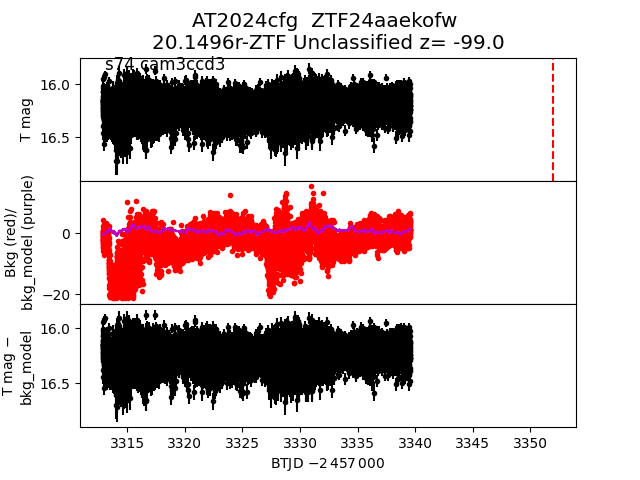 AT2024cfg  ZTF24aaekofw
20.1496r-ZTF Unclassified z= -99.0
s74 cam3ccd3
T mag
16.0
16.5
Bkg (red)/
bkg_model (purple)
0
−20
T mag −
bkg_model
16.0
16.5
3315 3320 3325 3330 3335 3340 3345 3350
BTJD −2 457 000